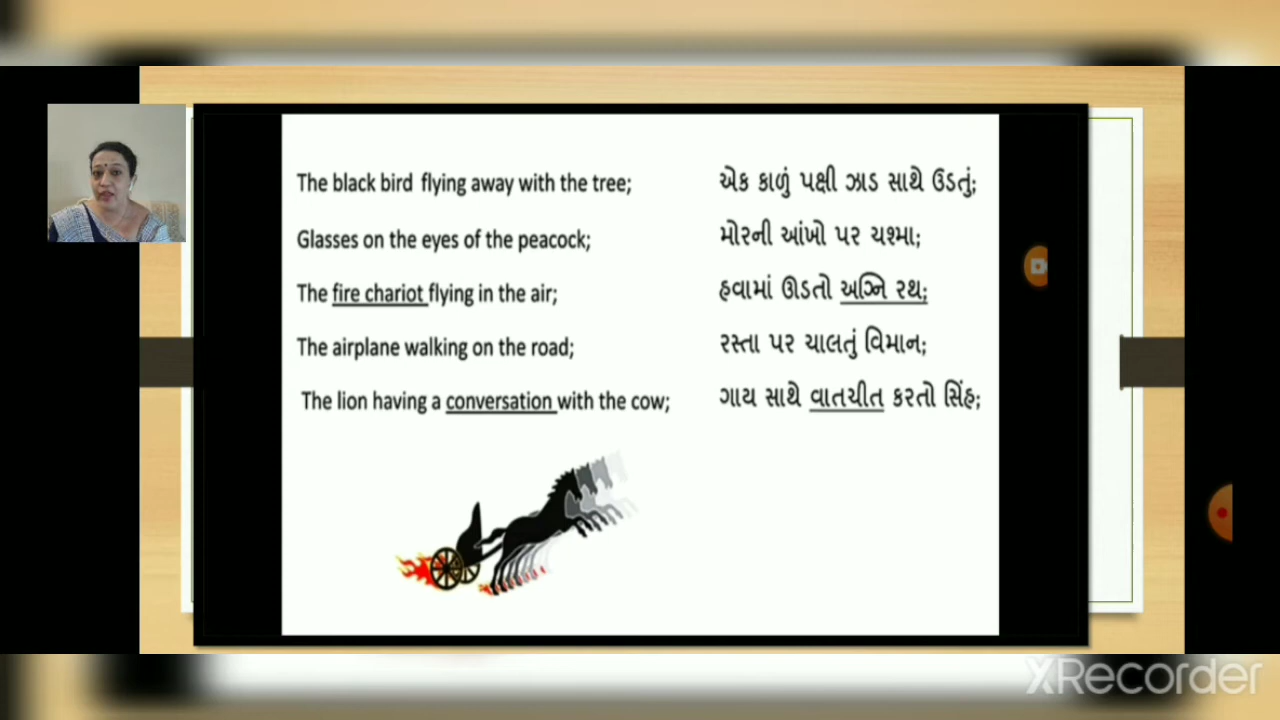 The black bird flying away with the tree; એક કાળું પક્ષી ઝાડ સાથે ઉડતું;
Glasses on the eyes of the peacock; મોરની આંખો પર ચશ્મા;
The fire chariot flying in the air; હવામાં ઊડતો અગ્નિ રથ;
The airplane walking on the road; રસ્તા પર ચાલતું વિમાન;
The lion having a conversation with the cow; ગાય સાથે વાતચીત કરતો સિંહ;
XRecorder